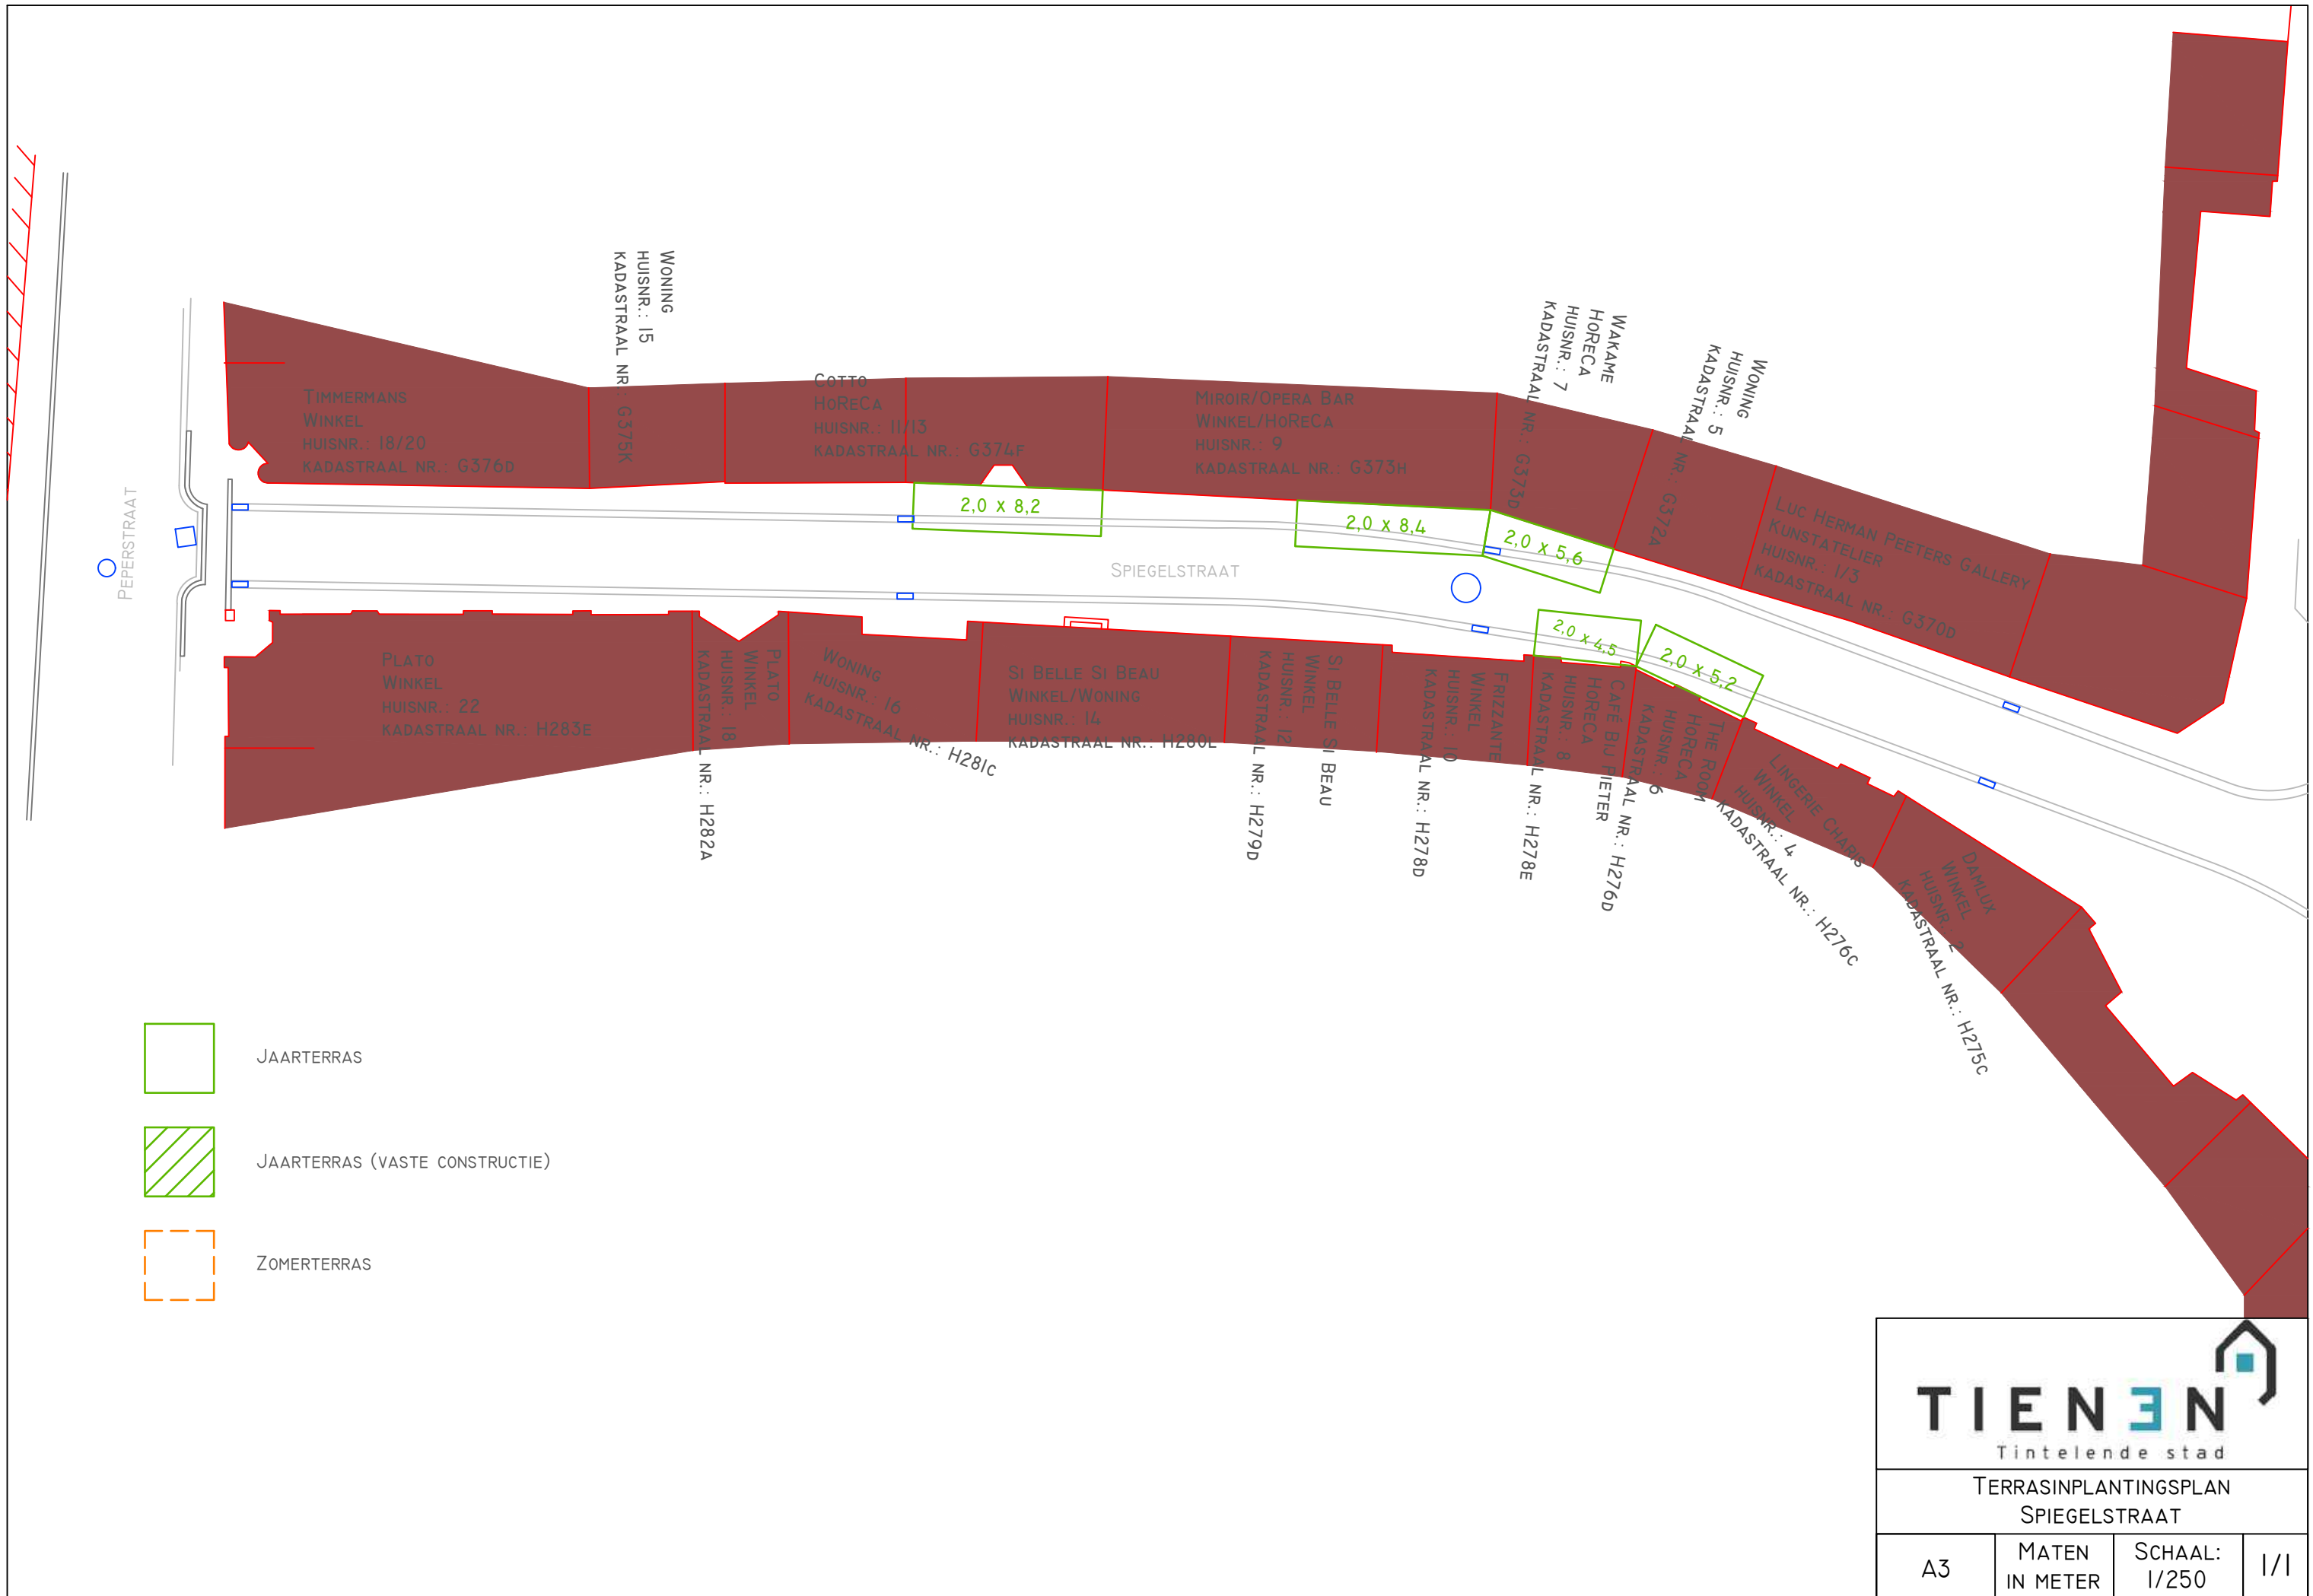 Woning
huisnr.: 15
kadastraal nr.: G375K
Timmermans
Winkel
huisnr.: 18/20
kadastraal nr.: G376D
Cotto
HoReCa
huisnr.: 11/13
kadastraal nr.: G374F
Miroir/Opera Bar
Winkel/HoReCa
huisnr.: 9
kadastraal nr.: G373H
Wakame
HoReCa
huisnr.: 7
kadastraal nr.: G373D
Woning
huisnr.: 5
kadastraal nr.: G372A
Luc Herman Peeters Gallery
Kunstatelier
huisnr.: 1/3
kadastraal nr.: G370D
2,0 x 8,2
2,0 x 8,4
2,0 x 5,6
Peperstraat
Spiegelstraat
2,0 x 4,5
2,0 x 5,2
Plato
Winkel
huisnr.: 22
kadastraal nr.: H283E
Plato
Winkel
huisnr.: 18
kadastraal nr.: H282A
Woning
huisnr.: 16
kadastraal nr.: H281C
Si Belle Si Beau
Winkel/Woning
huisnr.: 14
kadastraal nr.: H280L
Si Belle Si Beau
Winkel
huisnr.: 12
kadastraal nr.: H279D
Frizzante
Winkel
huisnr.: 10
kadastraal nr.: H278D
Café Bij Pieter
HoReCa
huisnr.: 8
kadastraal nr.: H278E
The Room
HoReCa
huisnr.: 6
kadastraal nr.: H276D
Lingerie Charis
Winkel
huisnr.: 4
kadastraal nr.: H276C
Damlux
Winkel
huisnr.: 2
kadastraal nr.: H275C
Jaarterras
Jaarterras (vaste constructie)
Zomerterras
TIENEN
Tintelende stad
Terrasinplantingsplan
Spiegelstraat
A3
Maten
in meter
Schaal:
1/250
1/1